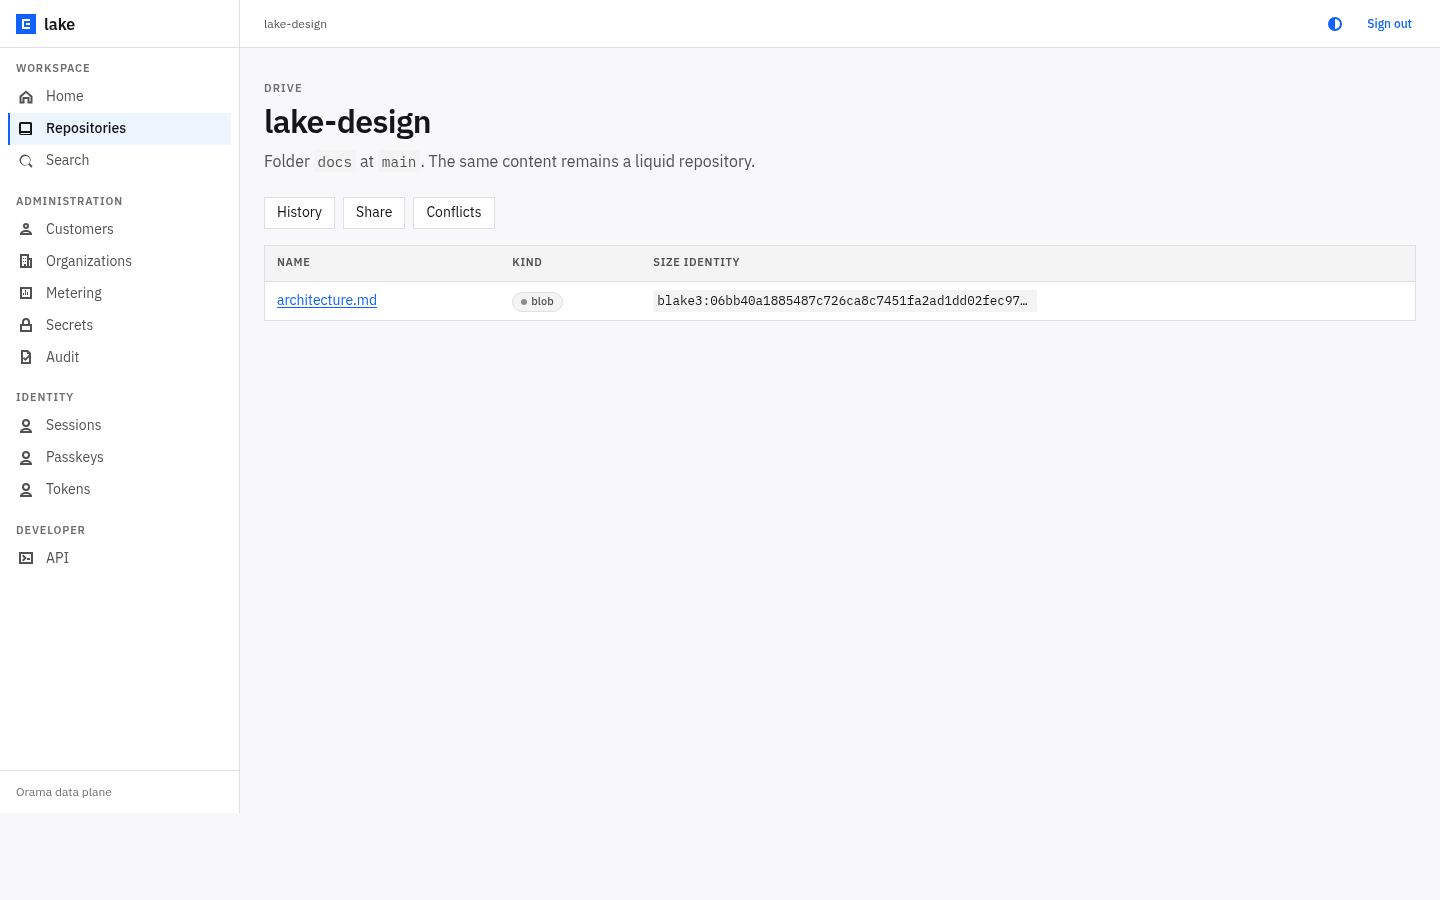 lake
lake-design
Sign out
WORKSPACE
Home
Repositories
Search
ADMINISTRATION
Customers
Organizations
Metering
Secrets
Audit
IDENTITY
Sessions
Passkeys
Tokens
DEVELOPER
API
Orama data plane
DRIVE
lake-design
Folder docs at main. The same content remains a liquid repository.
History Share Conflicts
NAME KIND SIZE IDENTITY
architecture.md blob blake3:06bb40a1885487c726ca8c7451fa2ad1dd02fec97…